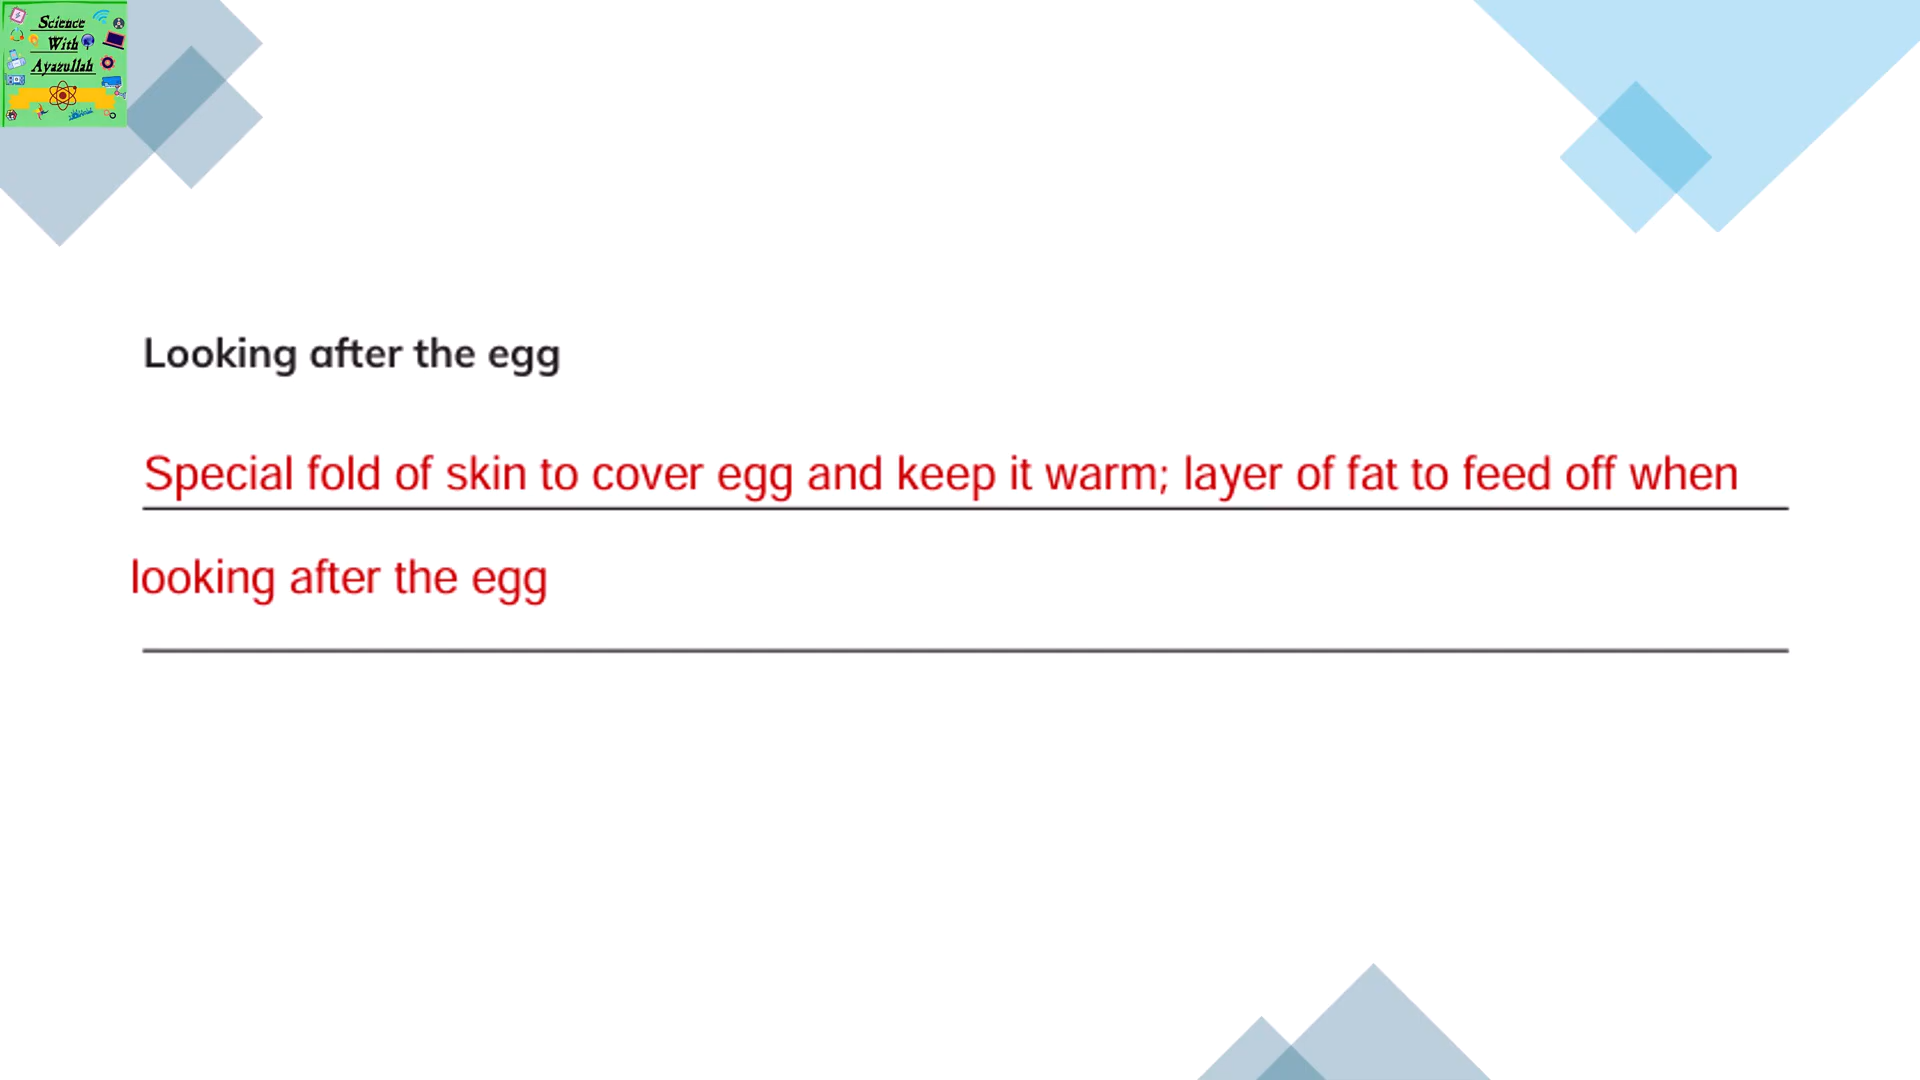 Science
With
Ayazullah
Looking after the egg
Special fold of skin to cover egg and keep it warm; layer of fat to feed off when
looking after the egg